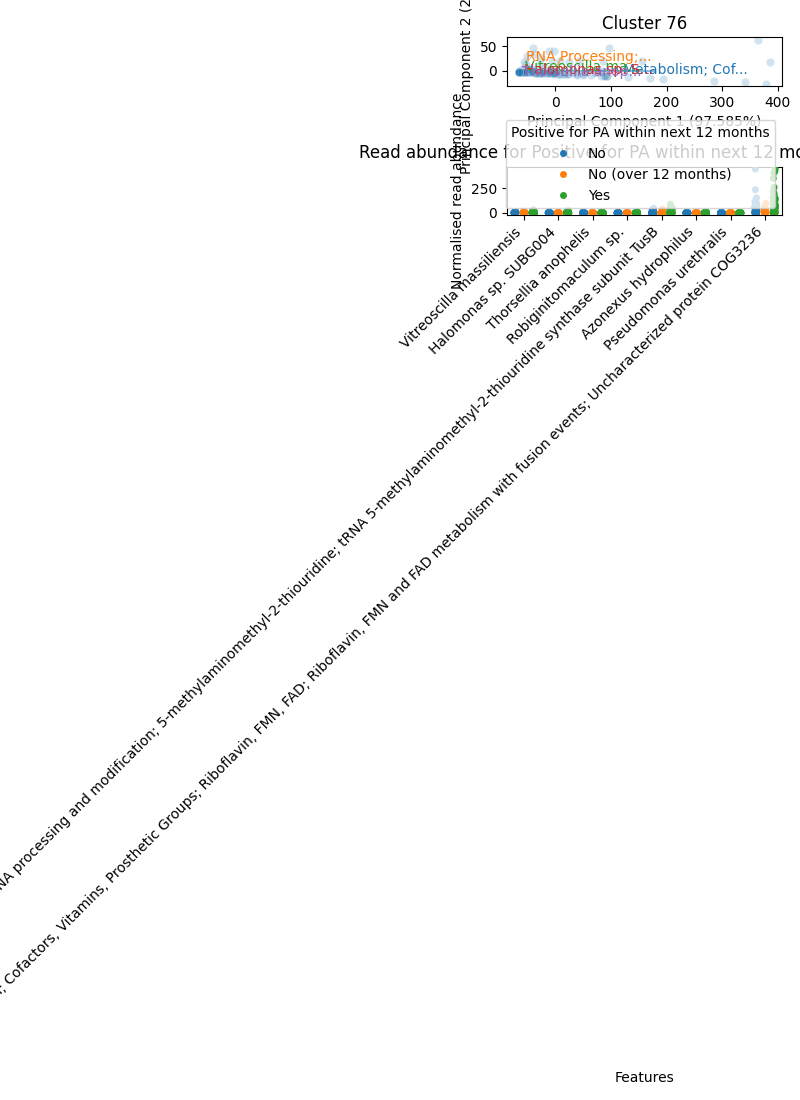 Cluster 76
Principal Component 2 (2
50
0
RNA Processing;...
Vitreoscilla ma...
Metabolism; Cof...
0
100
200
300
400
Principal Component 1 (97.585%)
Read abundance for Positive for PA within next 12 mo
Positive for PA within next 12 months
No
No (over 12 months)
Yes
Normalised read abundance
250
0
Vitreoscilla massiliensis
Halomonas sp. SUBG004
Thorsellia anophelis
Robiginitomaculum sp.
NA processing and modification; 5-methylaminomethyl-2-thiouridine; tRNA 5-methylaminomethyl-2-thiouridine synthase subunit TusB
Azonexus hydrophilus
Pseudomonas urethralis
; Cofactors, Vitamins, Prosthetic Groups; Riboflavin, FMN, FAD; Riboflavin, FMN and FAD metabolism with fusion events; Uncharacterized protein COG3236
Features